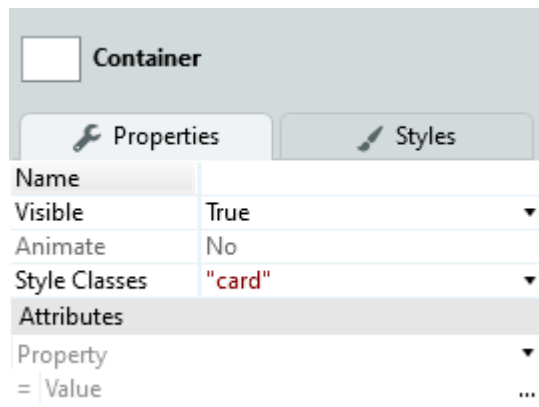 Container
Properties Styles
Name
Visible True
Animate No
Style Classes "card"
Attributes
Property
= Value ...